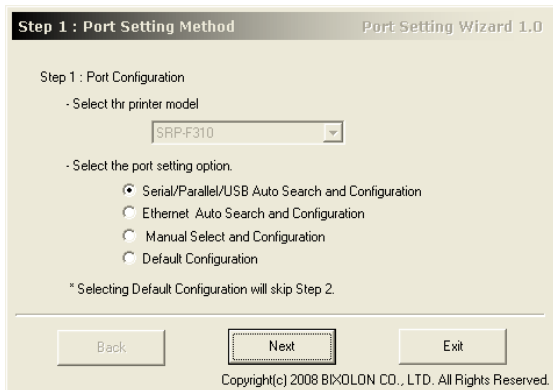 Step 1 : Port Setting Method
Port Setting Wizard 1.0
Step 1 : Port Configuration
- Select thr printer model
SRP-F310
- Select the port setting option.
Serial/Parallel/USB Auto Search and Configuration
Ethernet Auto Search and Configuration
Manual Select and Configuration
Default Configuration
* Selecting Default Configuration will skip Step 2.
Back Next Exit
Copyright(c) 2008 BIXOLON CO., LTD. All Rights Reserved.